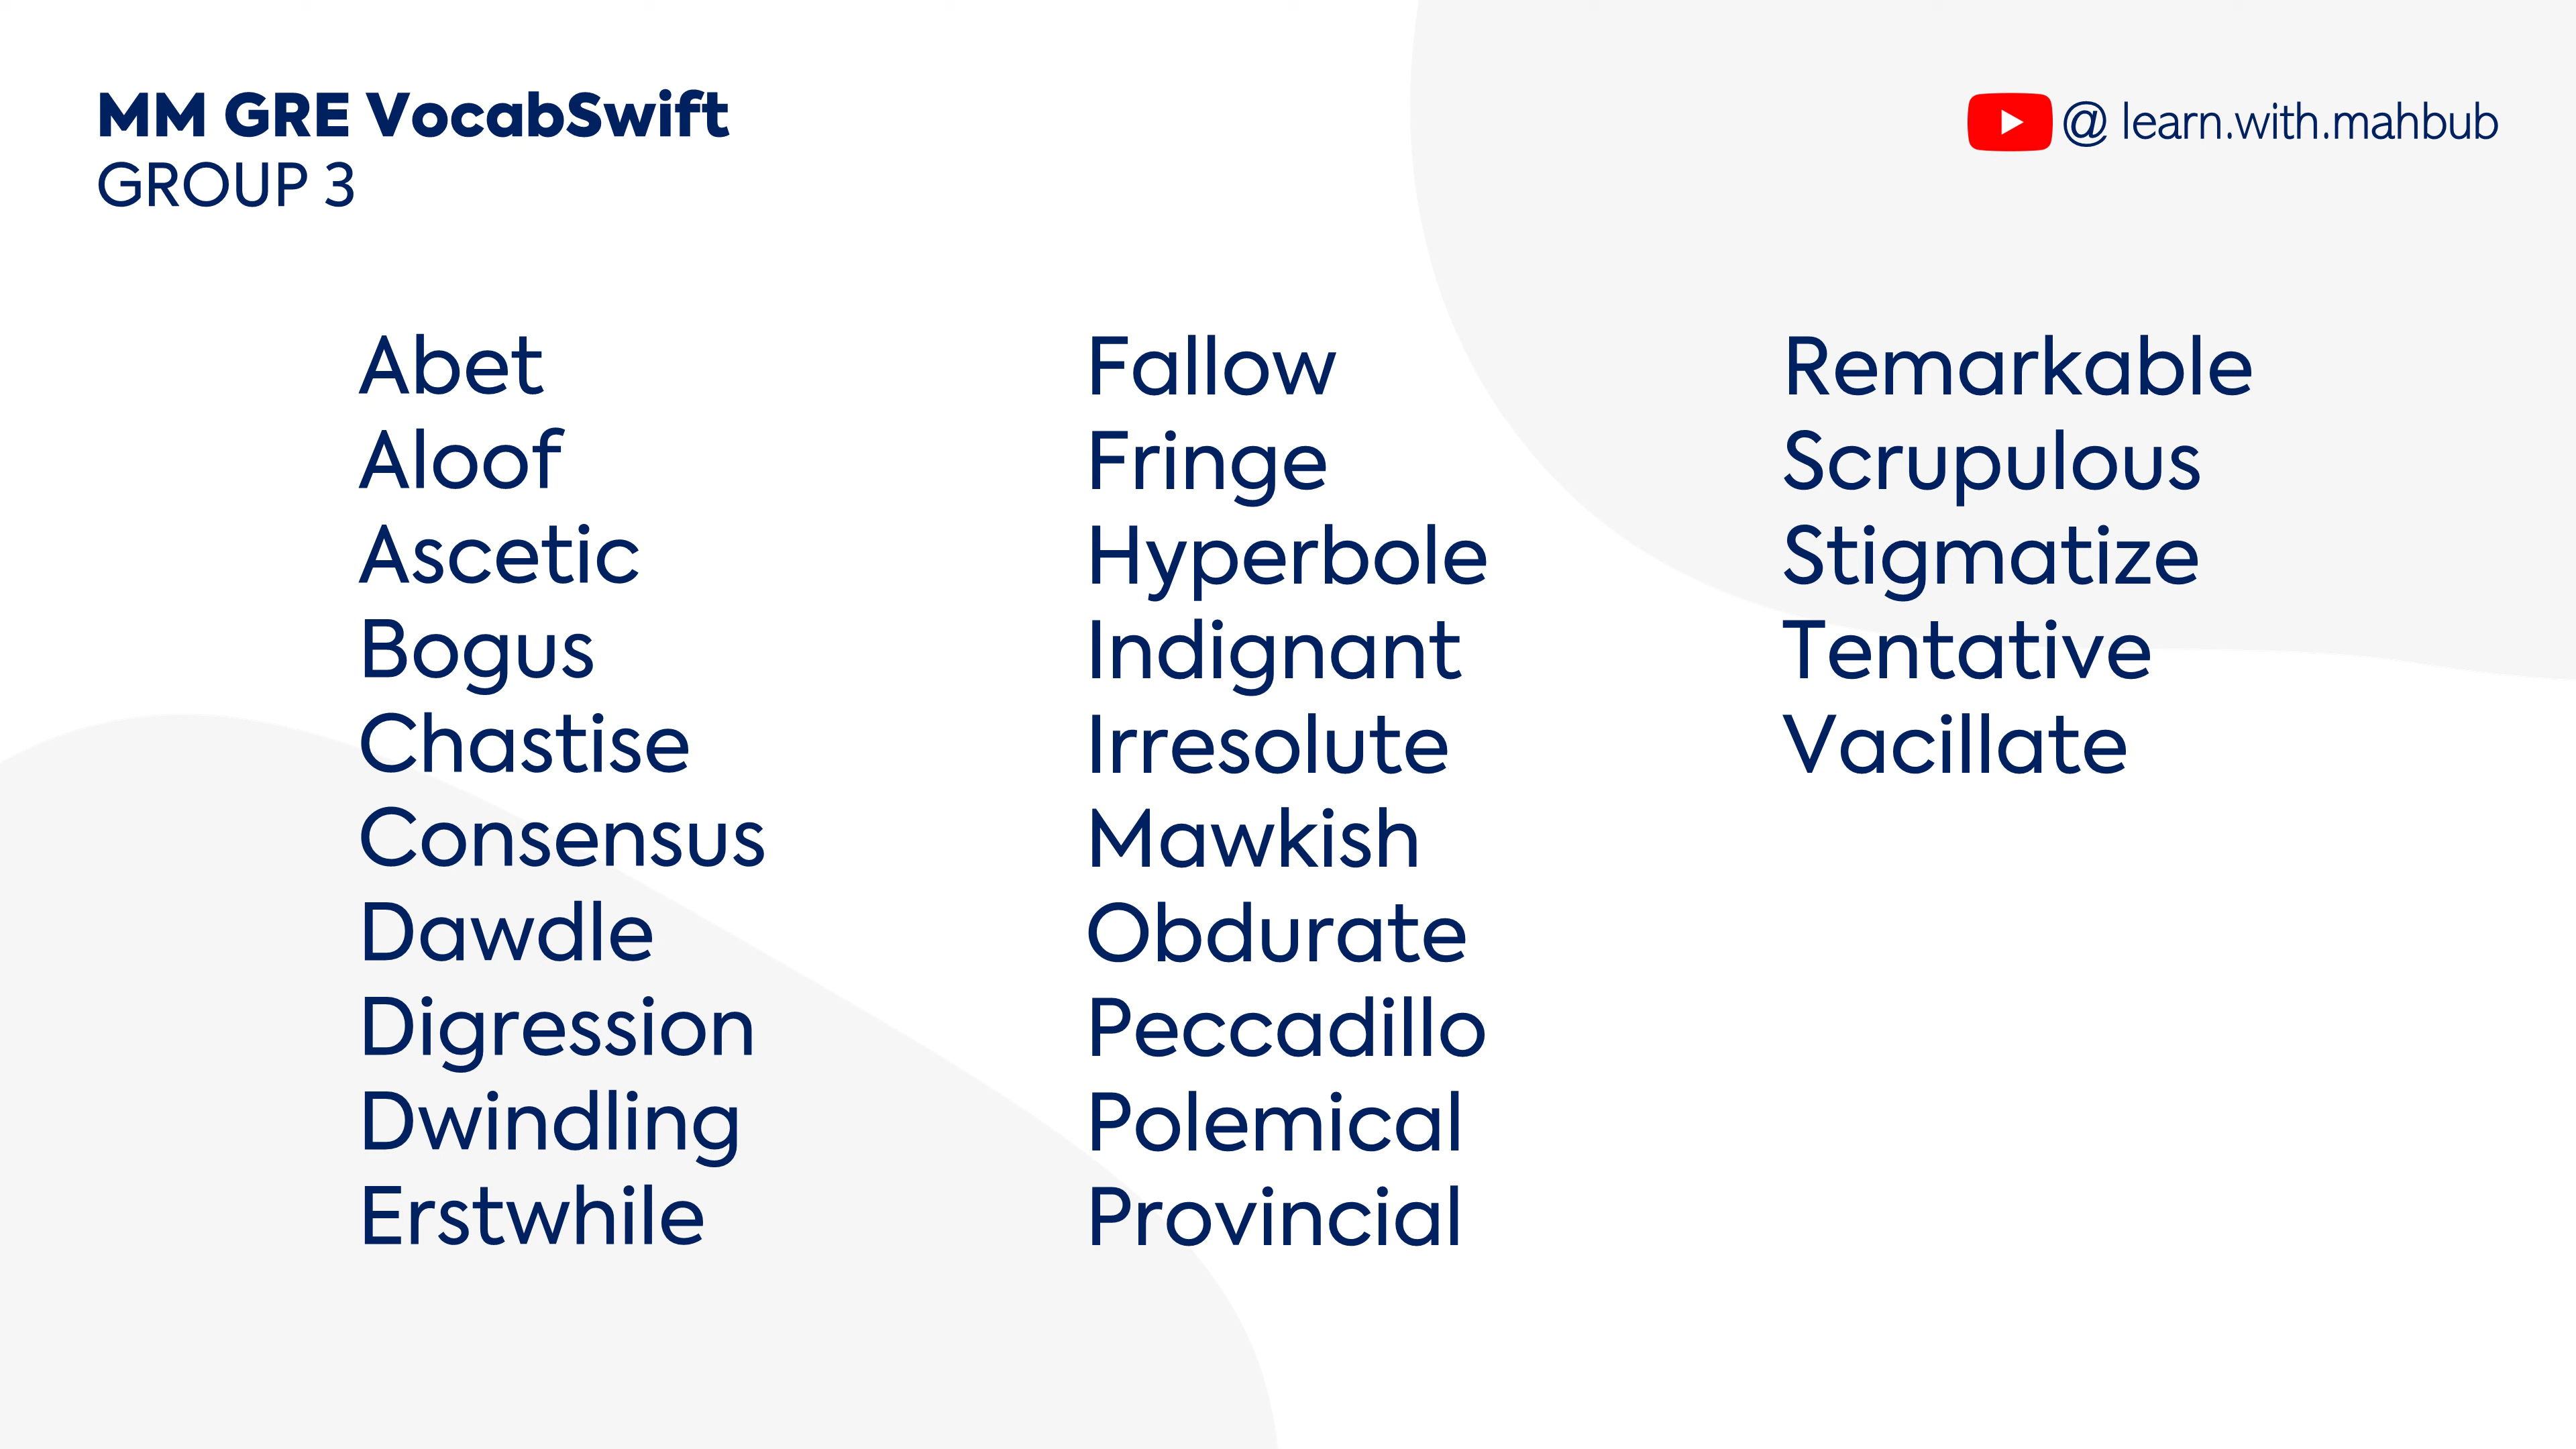 MM GRE VocabSwift
GROUP 3
@ learn.with.mahbub
Abet
Aloof
Ascetic
Bogus
Chastise
Consensus
Dawdle
Digression
Dwindling
Erstwhile
Fallow
Fringe
Hyperbole
Indignant
Irresolute
Mawkish
Obdurate
Peccadillo
Polemical
Provincial
Remarkable
Scrupulous
Stigmatize
Tentative
Vacillate